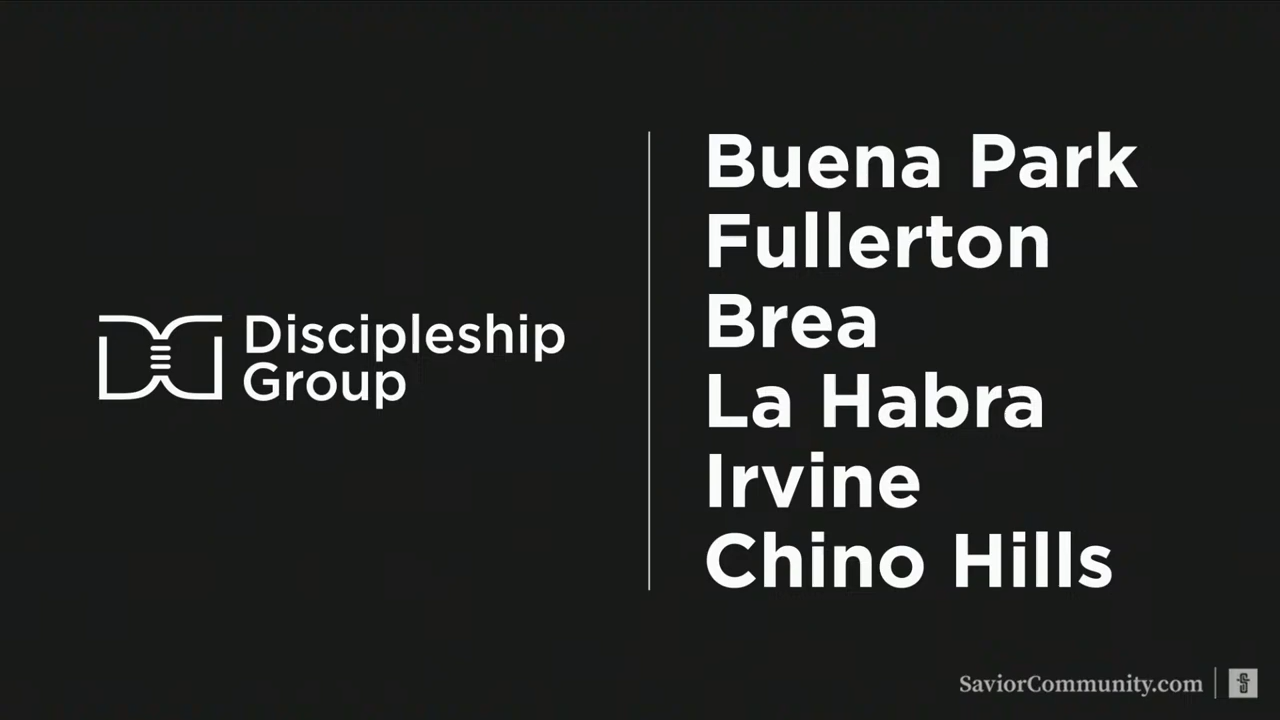 Discipleship
Group
Buena Park
Fullerton
Brea
La Habra
Irvine
Chino Hills
SaviorCommunity.com